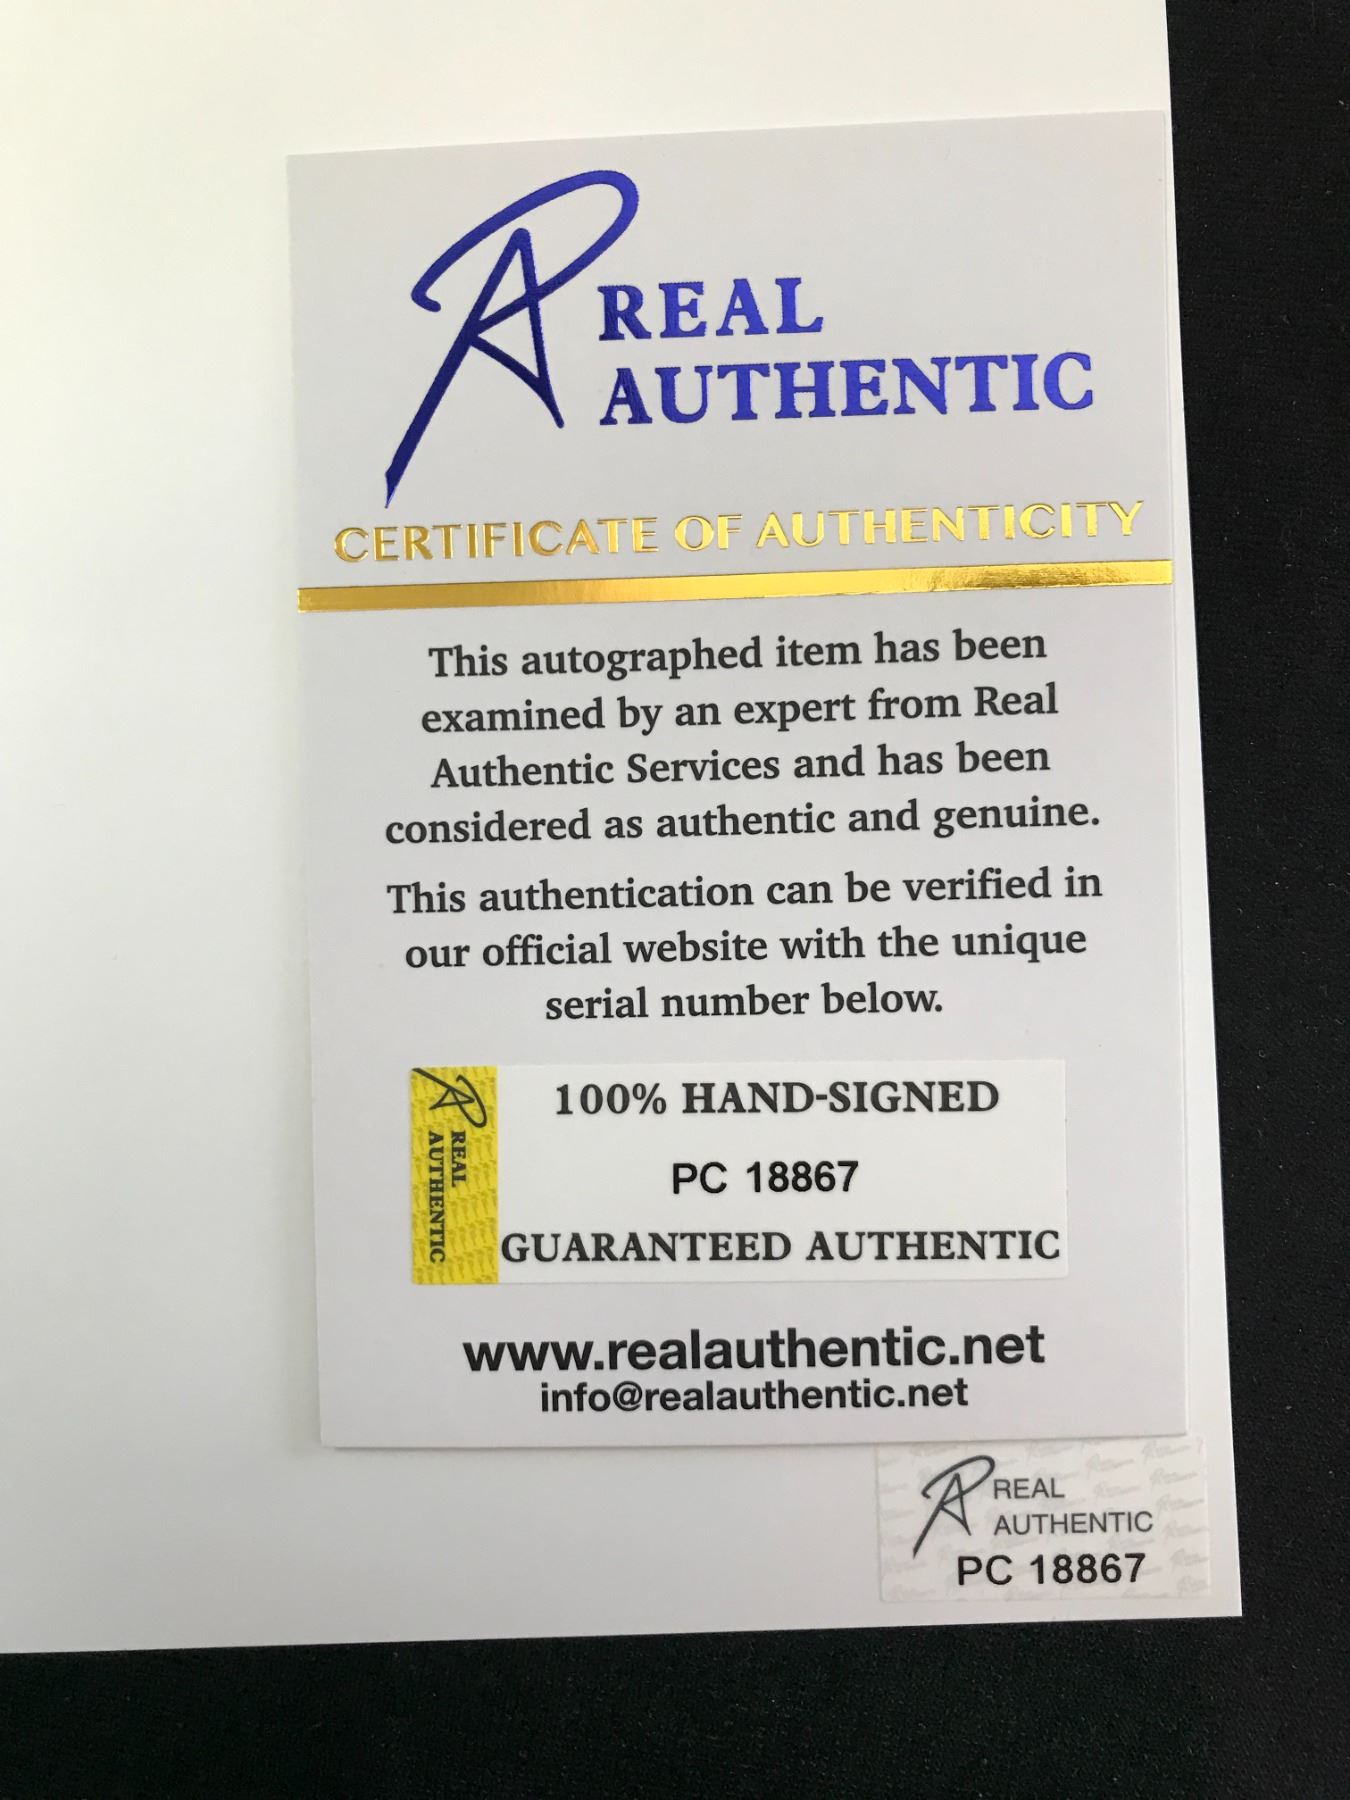 REAL
AUTHENTIC
CERTIFICATE OF AUTHENTICITY
This autographed item has been
examined by an expert from Real
Authentic Services and has been
considered as authentic and genuine.
This authentication can be verified in
our official website with the unique
serial number below.
REAL
AUTHENTIC
100% HAND-SIGNED
PC 18867
GUARANTEED AUTHENTIC
www.realauthentic.net
info@realauthentic.net
REAL
AUTHENTIC
PC 18867